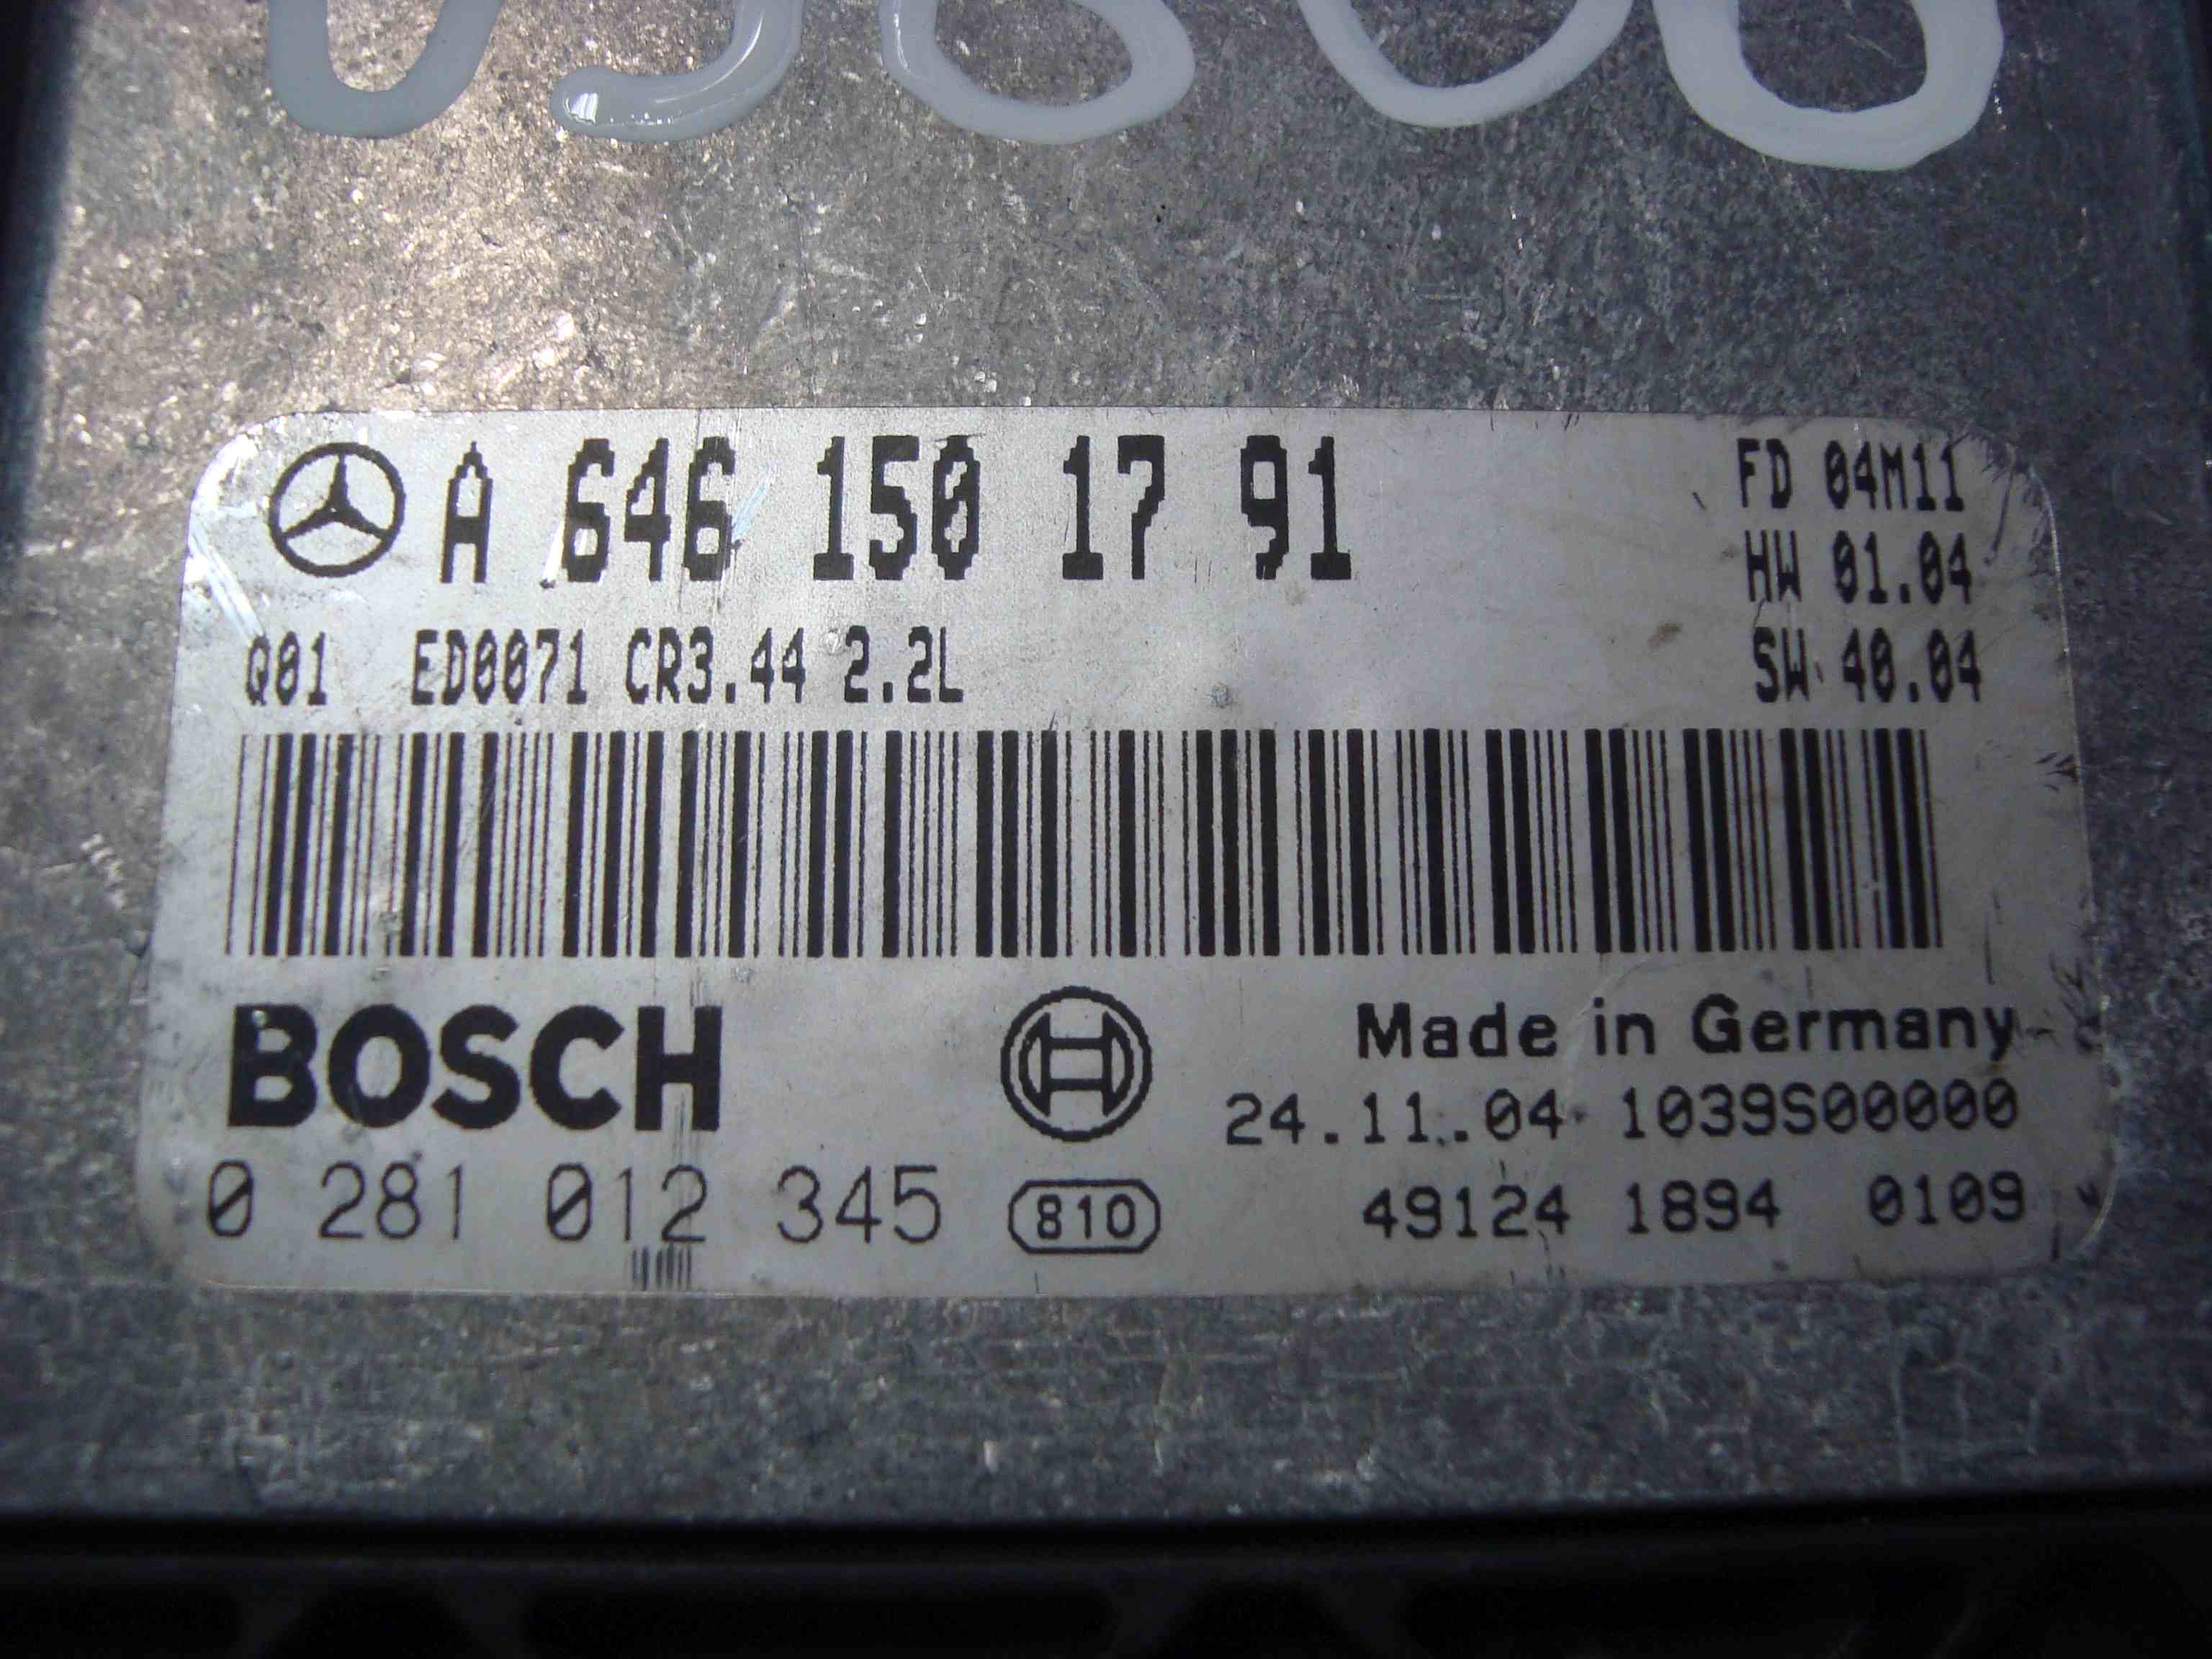 A 646 150 17 91
FD 04M11
HW 01.04
Q01 ED0071 CR3.44 2.2L
SW 40.04
BOSCH
Made in Germany
24.11.04 1039S00000
0 281 012 345
810
49124 1894 0109